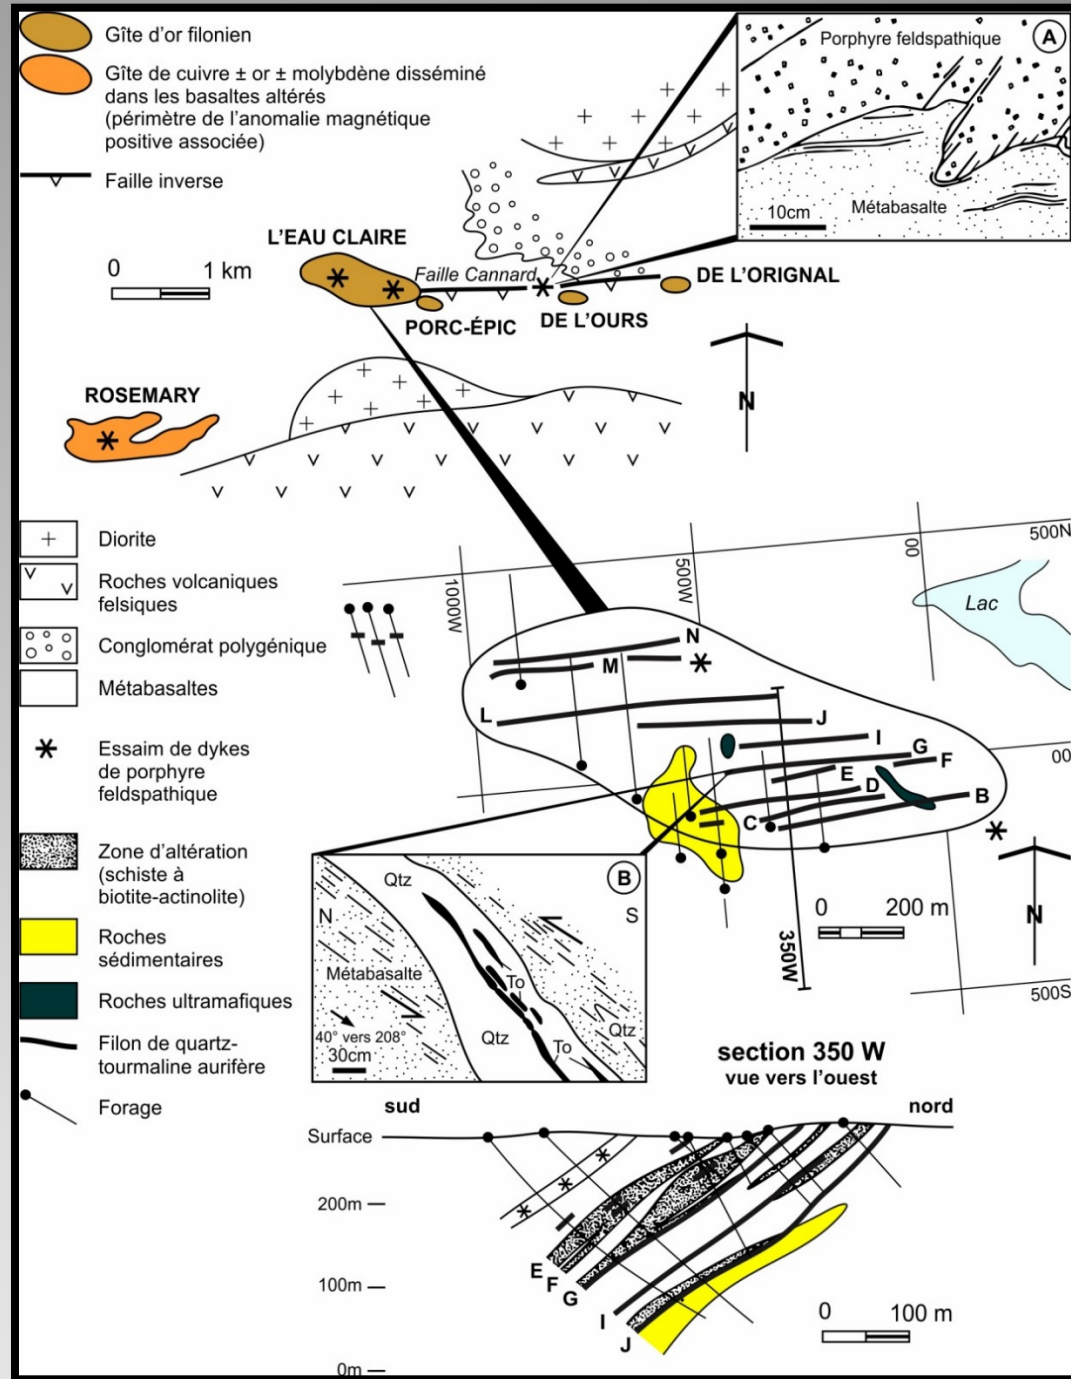 Gîte d'or filonien
Gîte de cuivre ± or ± molybdène disséminé
dans les basaltes altérés
(périmètre de l'anomalie magnétique
positive associée)
Faille inverse
Porphyre feldspathique
A
Métabasalte
10cm
L'EAU CLAIRE
0 1 km
Faille Cannard
DE L'ORIGNAL
PORC-ÉPIC
DE L'OURS
N
ROSEMARY
Diorite
Roches volcaniques
felsiques
Conglomérat polygénique
Métabasaltes
Essaim de dykes
de porphyre
feldspathique
Zone d'altération
(schiste à
biotite-actinolite)
Roches
sédimentaires
Roches ultramafiques
Filon de quartz-
tourmaline aurifère
Forage
500N
00
500W
1000W
Lac
N
M
L
J
I
G
F
E
D
C
B
00
0 200 m
N
350W
500S
B
Qtz
N
S
Métabasalte
To
Qtz
Qtz
To
40° vers 208°
30cm
section 350 W
vue vers l'ouest
sud
nord
Surface
200m
100m
0m
E
F
G
I
J
0 100 m